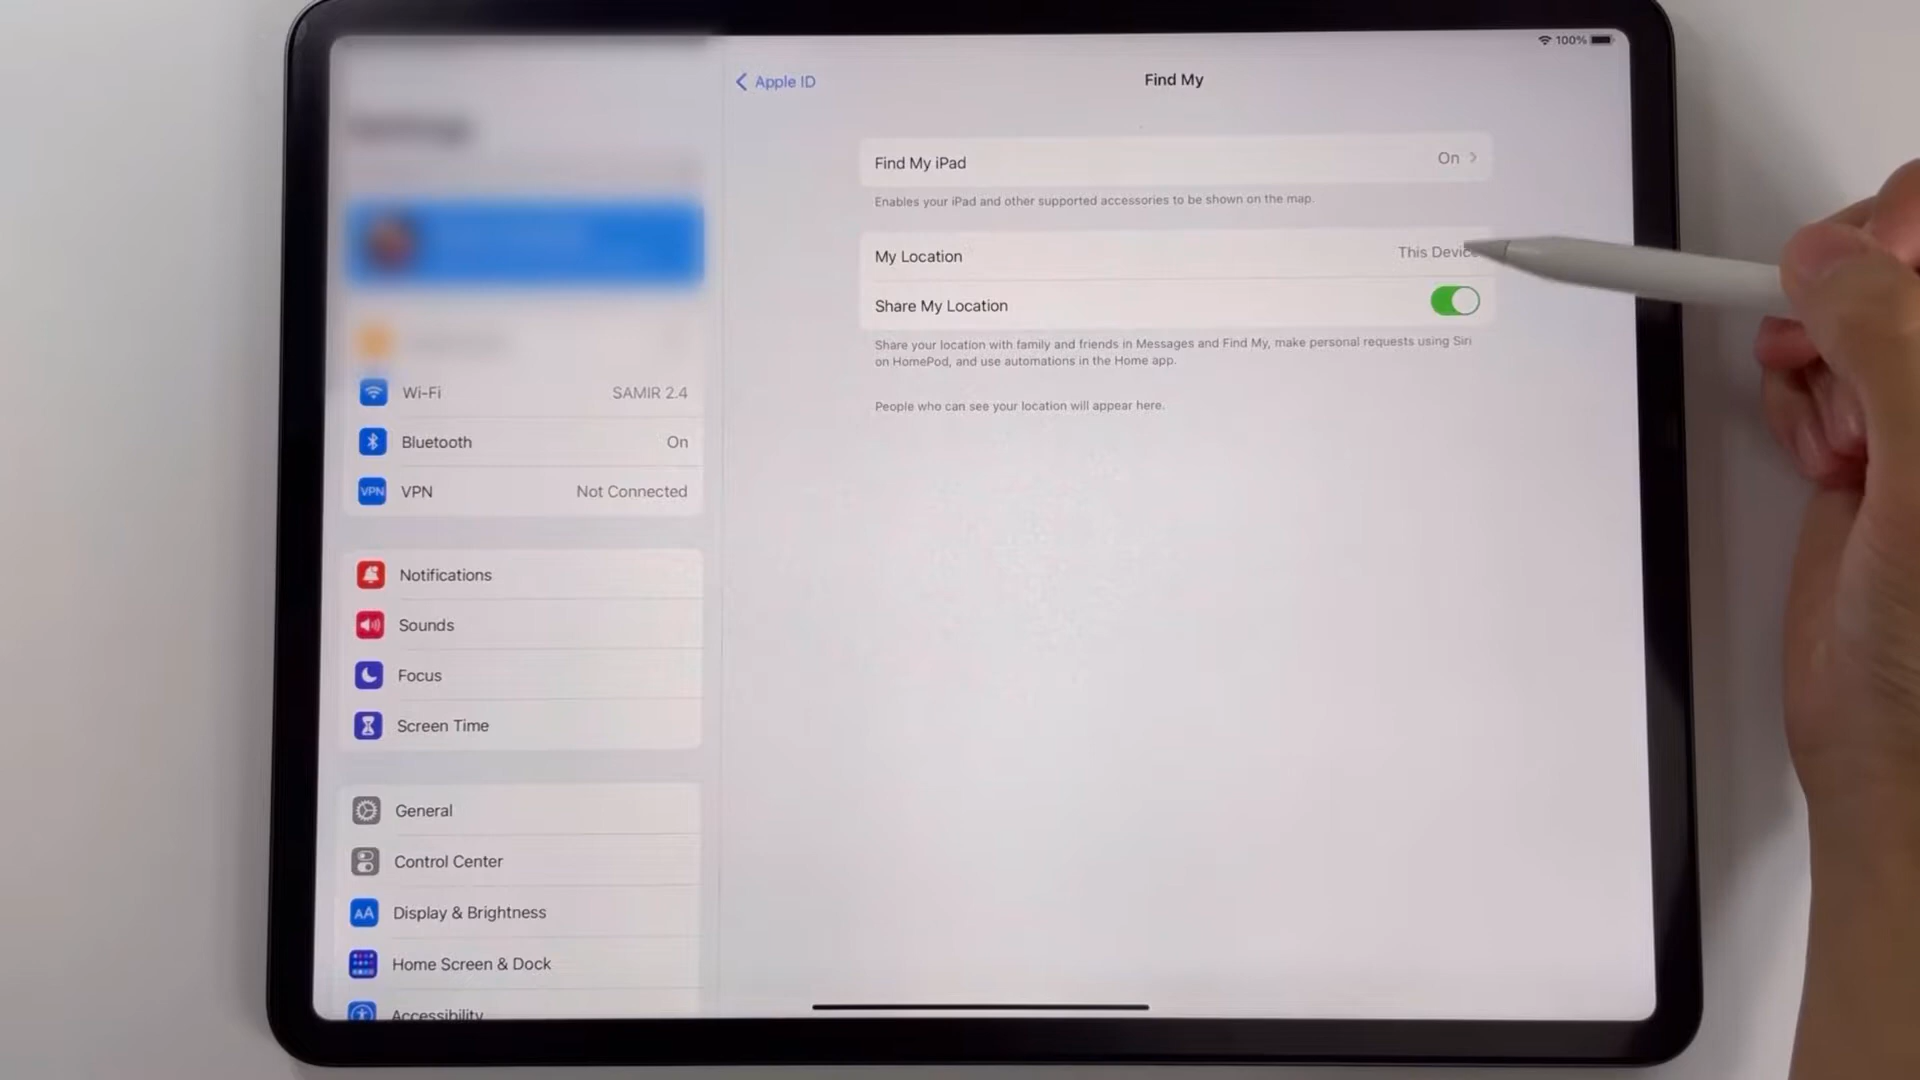 100%
Apple ID
Find My
Find My iPad
On
Enables your iPad and other supported accessories to be shown on the map.
My Location
This Devic
Share My Location
Share your location with family and friends in Messages and Find My, make personal requests using Siri
on HomePod, and use automations in the Home app.
People who can see your location will appear here.
Wi-Fi
SAMIR 2.4
Bluetooth
On
VPN
VPN
Not Connected
Notifications
Sounds
Focus
Screen Time
General
Control Center
AA
Display & Brightness
Home Screen & Dock
Accessibility